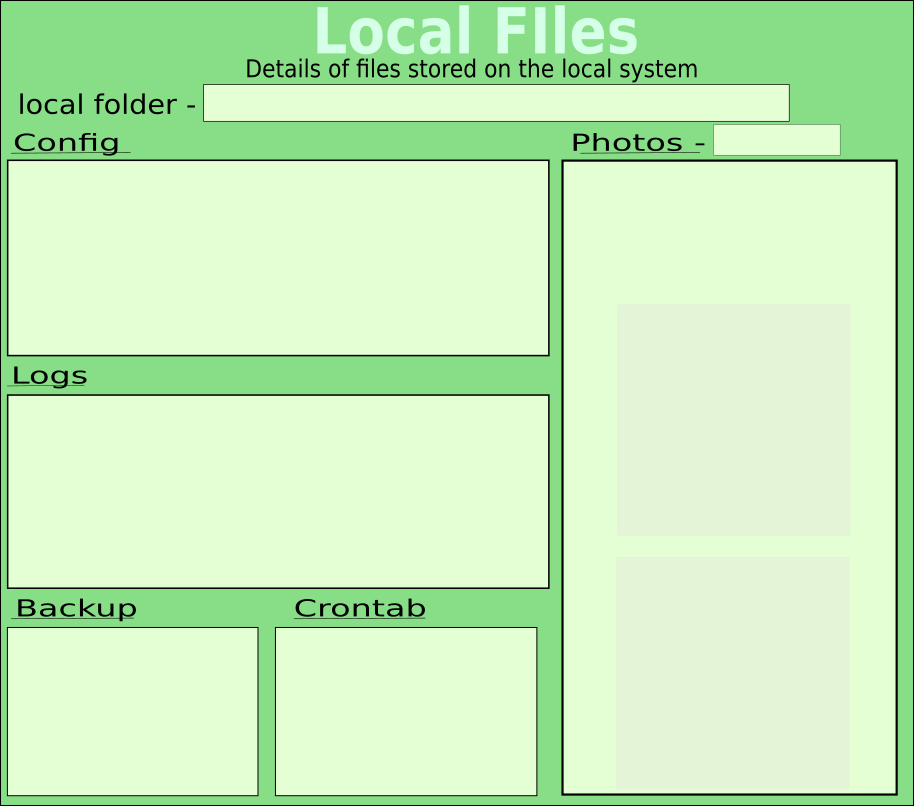 Local FIles
Details of files stored on the local system
local folder -
Config
Photos -
Logs
Backup
Crontab